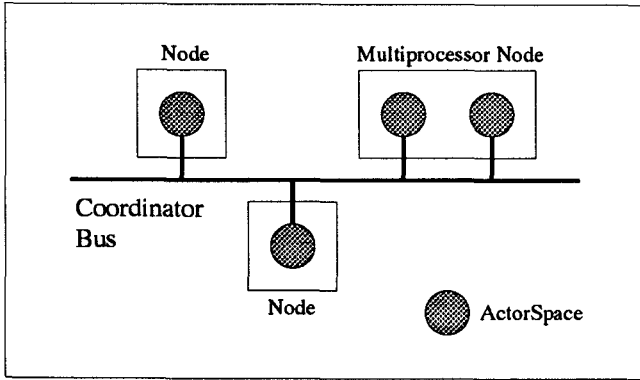 Node
Multiprocessor Node
Coordinator
Bus
Node
ActorSpace